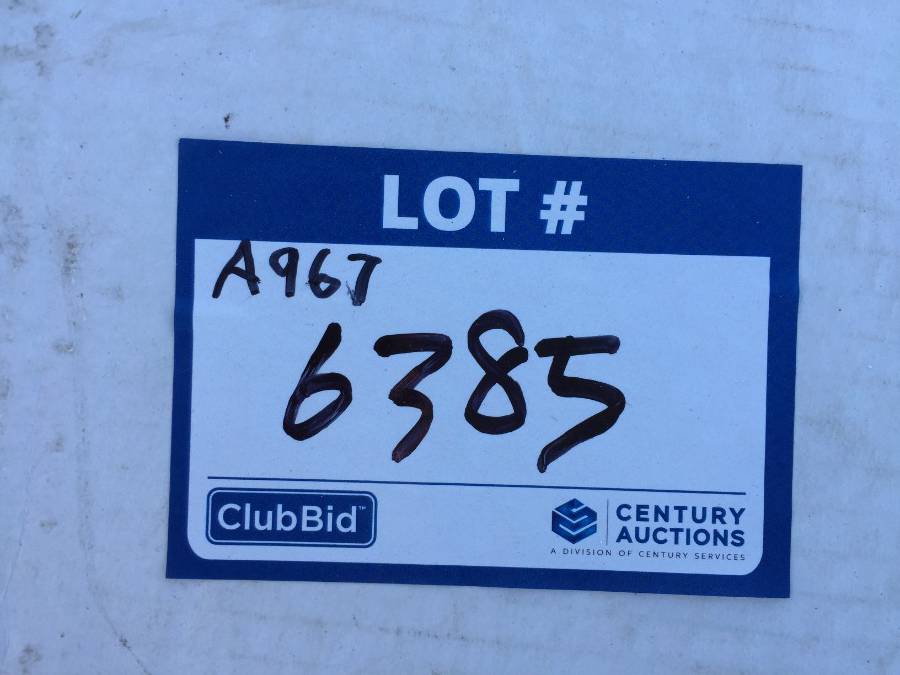 LOT #
A967
6385
ClubBid™
CENTURY
AUCTIONS
A DIVISION OF CENTURY SERVICES